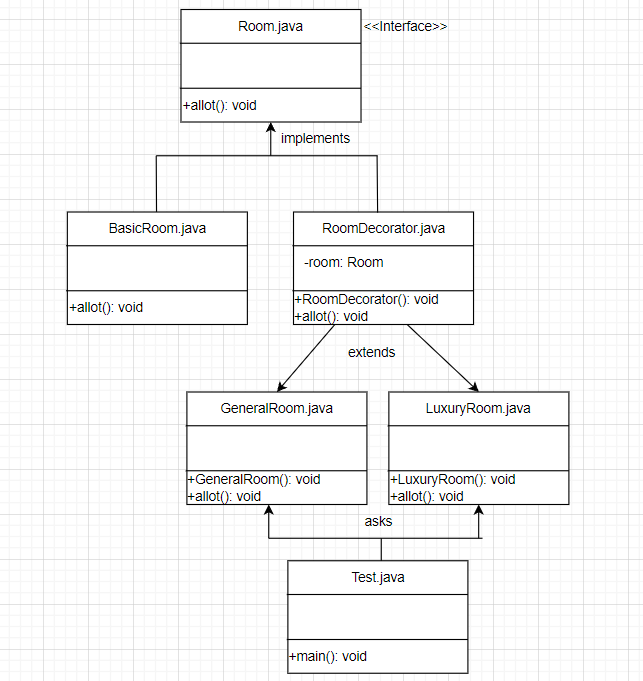 Room.java
<<Interface>>
+allot(): void
implements
BasicRoom.java
+allot(): void
RoomDecorator.java
-room: Room
+RoomDecorator(): void
+allot(): void
extends
GeneralRoom.java
+GeneralRoom(): void
+allot(): void
LuxuryRoom.java
+LuxuryRoom(): void
+allot(): void
asks
Test.java
+main(): void